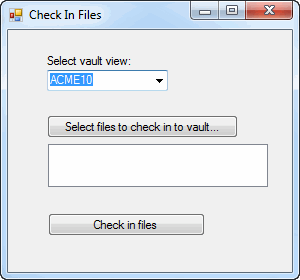 Check In Files
Select vault view:
ACME10
Select files to check in to vault...
Check in files